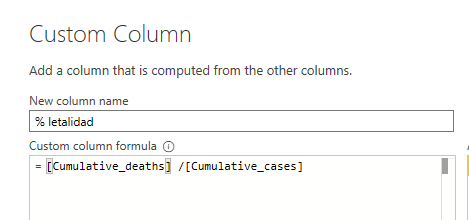 Custom Column
Add a column that is computed from the other columns.
New column name
% letalidad
Custom column formula
= [Cumulative_deaths] /[Cumulative_cases]